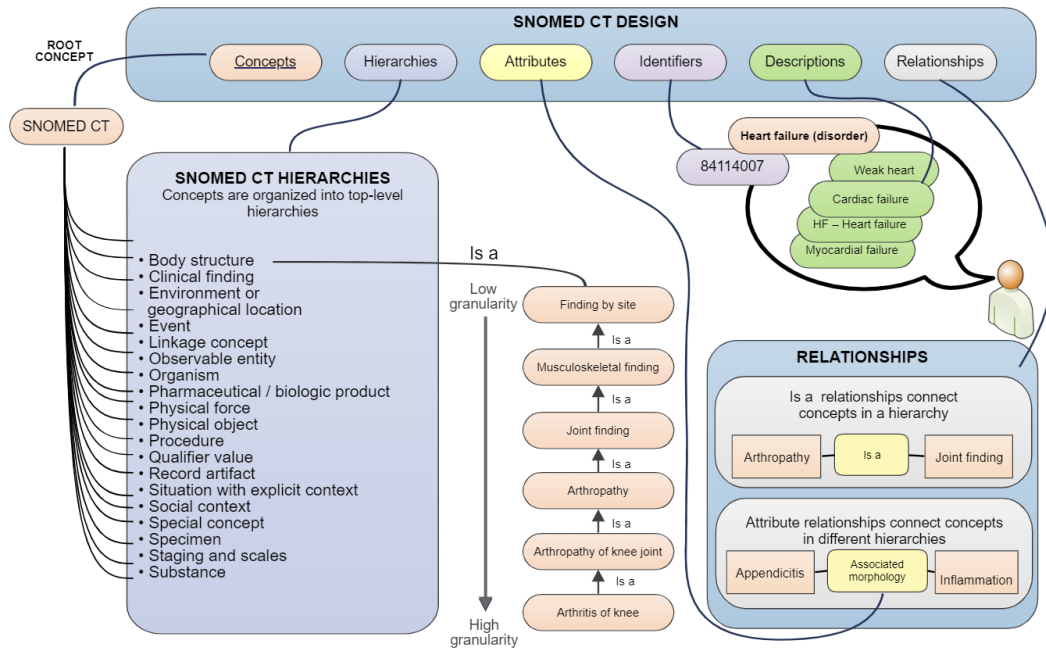 SNOMED CT DESIGN
ROOT
CONCEPT
Concepts
Hierarchies
Attributes
Identifiers
Descriptions
Relationships
SNOMED CT
Heart failure (disorder)
84114007
Weak heart
Cardiac failure
HF – Heart failure
Myocardial failure
SNOMED CT HIERARCHIES
Concepts are organized into top-level
hierarchies
• Body structure
• Clinical finding
• Environment or
geographical location
• Event
• Linkage concept
• Observable entity
• Organism
• Pharmaceutical / biologic product
• Physical force
• Physical object
• Procedure
• Qualifier value
• Record artifact
• Situation with explicit context
• Social context
• Special concept
• Specimen
• Staging and scales
• Substance
Is a
Low
granularity
High
granularity
Finding by site
Is a
Musculoskeletal finding
Is a
Joint finding
Is a
Arthropathy
Is a
Arthropathy of knee joint
Is a
Arthritis of knee
RELATIONSHIPS
Is a relationships connect
concepts in a hierarchy
Arthropathy
Is a
Joint finding
Attribute relationships connect concepts
in different hierarchies
Appendicitis
Associated
morphology
Inflammation